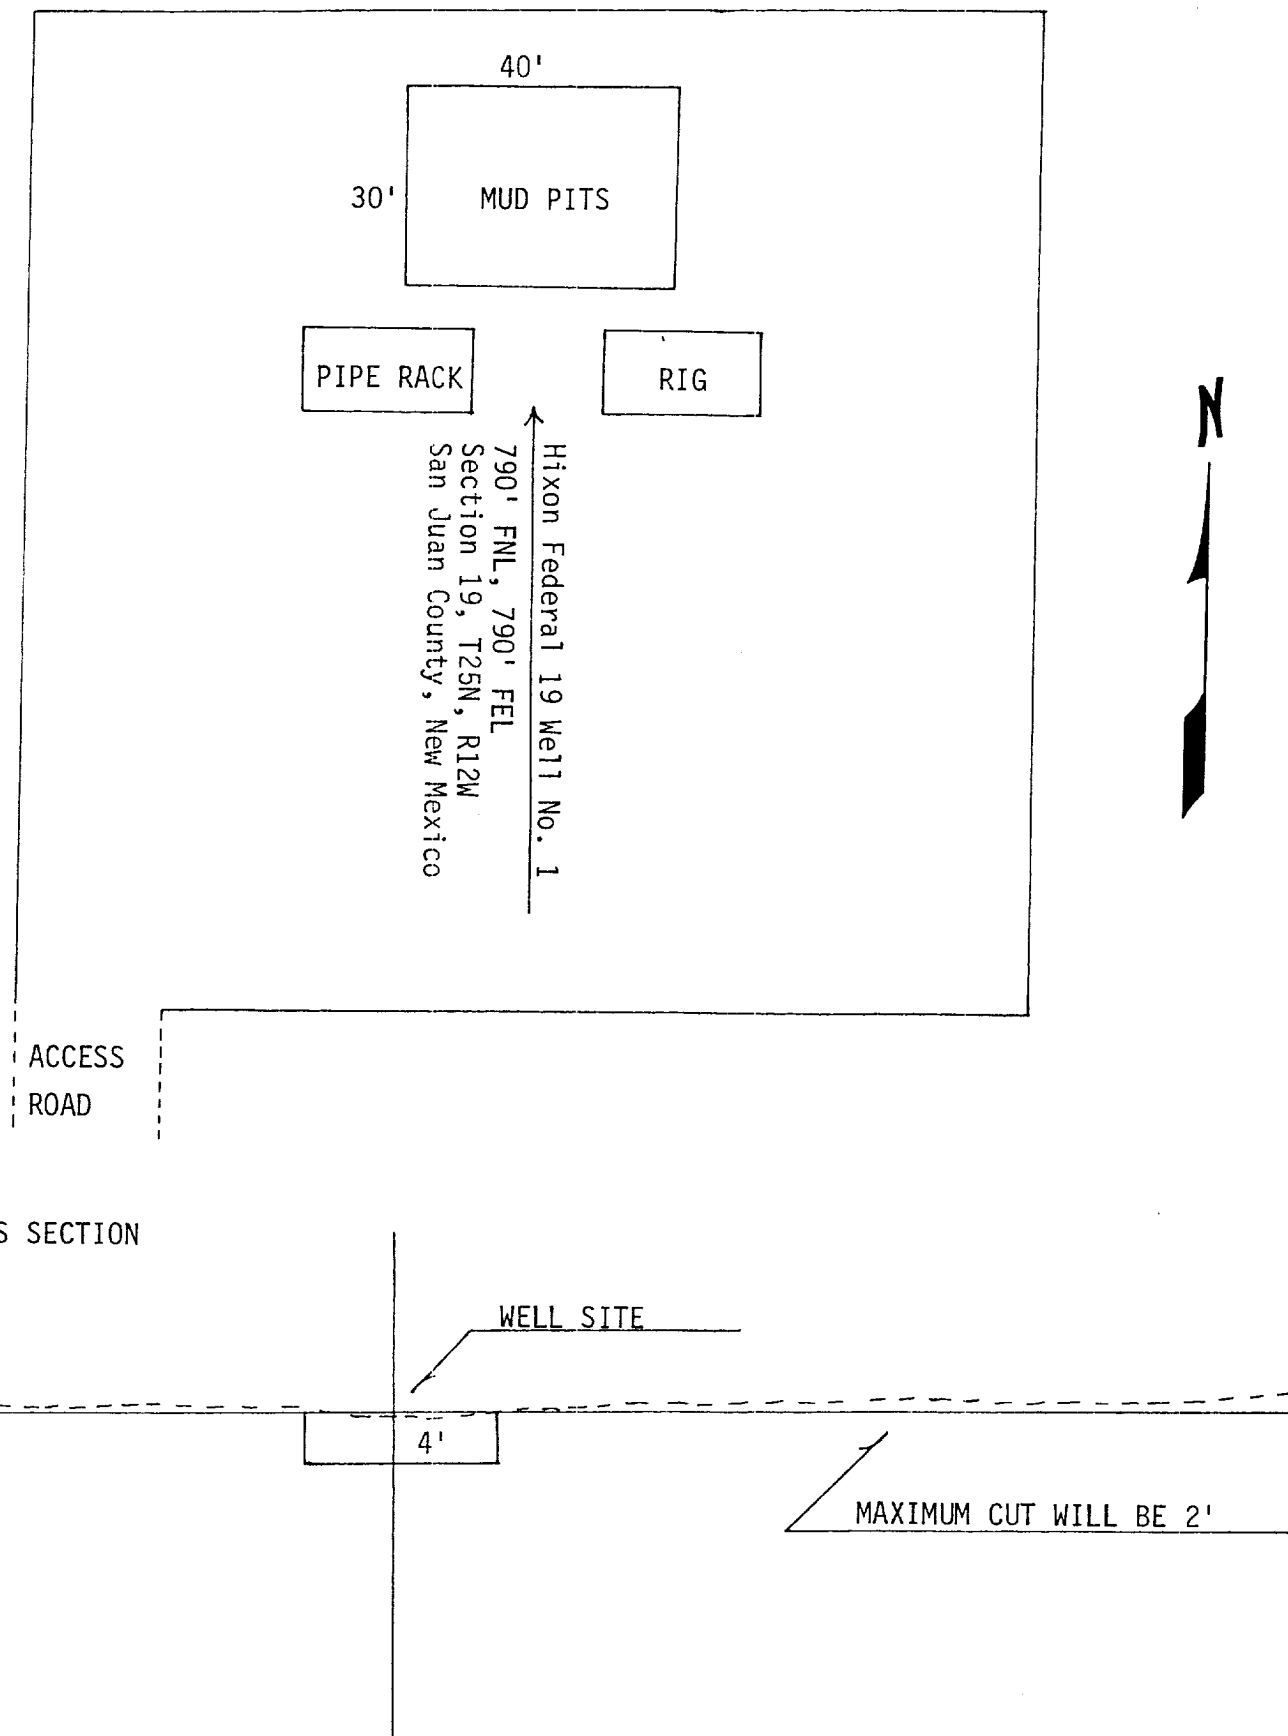 40'
30'
MUD PITS
PIPE RACK
RIG
N
Hixon Federal 19 Well No. 1
790' FNL, 790' FEL
Section 19, T25N, R12W
San Juan County, New Mexico
ACCESS
ROAD
S SECTION
WELL SITE
4'
MAXIMUM CUT WILL BE 2'